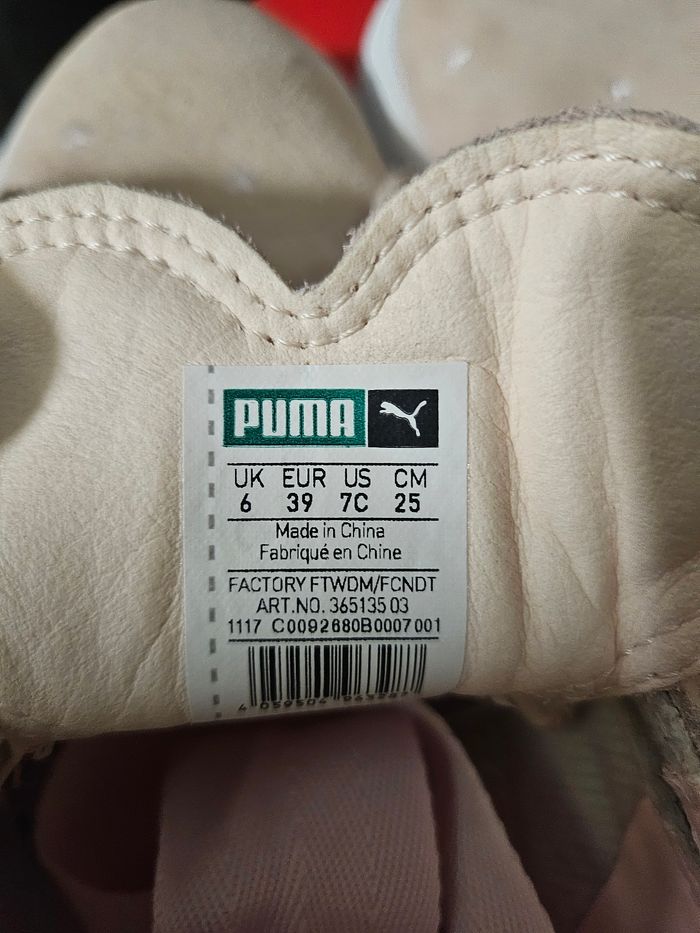 PUMA
UK EUR US CM
6 39 7C 25
Made in China
Fabriqué en Chine
FACTORY FTWDM/FCNDT
ART.NO. 365135 03
1117 C0092680B0007001